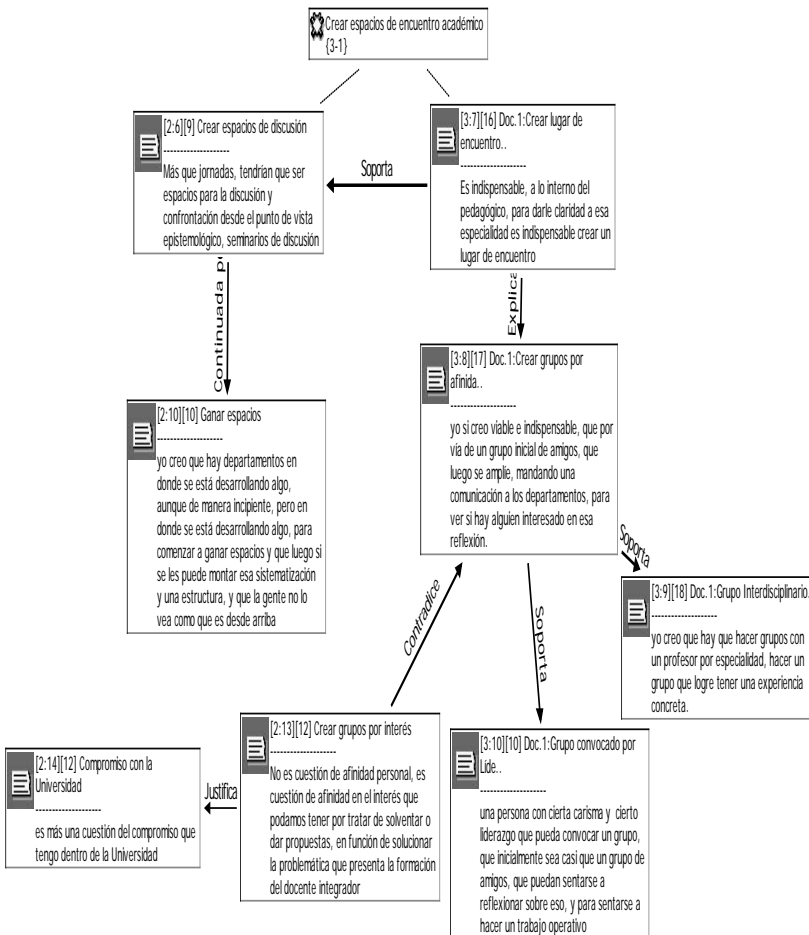 Crear espacios de encuentro académico
{3-1}
[2:6][9] Crear espacios de discusión
--------------------
Más que jornadas, tendrían que ser
espacios para la discusión y
confrontación desde el punto de vista
epistemológico, seminarios de discusión
Soporta
[3:7][16] Doc.1:Crear lugar de
encuentro..
--------------------
Es indispensable, a lo interno del
pedagógico, para darle claridad a esa
especialidad es indispensable crear un
lugar de encuentro
Continuada p
Explica
[2:10][10] Ganar espacios
--------------------
yo creo que hay departamentos en
donde se está desarrollando algo,
aunque de manera incipiente, pero en
donde se está desarrollando algo, para
comenzar a ganar espacios y que luego si
se les puede montar esa sistematización
y una estructura, y que la gente no lo
vea como que es desde arriba
[3:8][17] Doc.1:Crear grupos por
afinida..
--------------------
yo si creo viable e indispensable, que por
vía de un grupo inicial de amigos, que
luego se amplíe, mandando una
comunicación a los departamentos, para
ver si hay alguien interesado en esa
reflexión.
Contradice
Soporta
Soporta
[3:9][18] Doc.1:Grupo Interdisciplinario.
--------------------
yo creo que hay que hacer grupos con
un profesor por especialidad, hacer un
grupo que logre tener una experiencia
concreta.
[2:14][12] Compromiso con la
Universidad
--------------------
es más una cuestión del compromiso que
tengo dentro de la Universidad
Justifica
[2:13][12] Crear grupos por interés
--------------------
No es cuestión de afinidad personal, es
cuestión de afinidad en el interés que
podamos tener por tratar de solventar o
dar propuestas, en función de solucionar
la problemática que presenta la formación
del docente integrador
[3:10][10] Doc.1:Grupo convocado por
Líde..
--------------------
una persona con cierta carisma y cierto
liderazgo que pueda convocar un grupo,
que inicialmente sea casi que un grupo de
amigos, que puedan sentarse a
reflexionar sobre eso, y para sentarse a
hacer un trabajo operativo